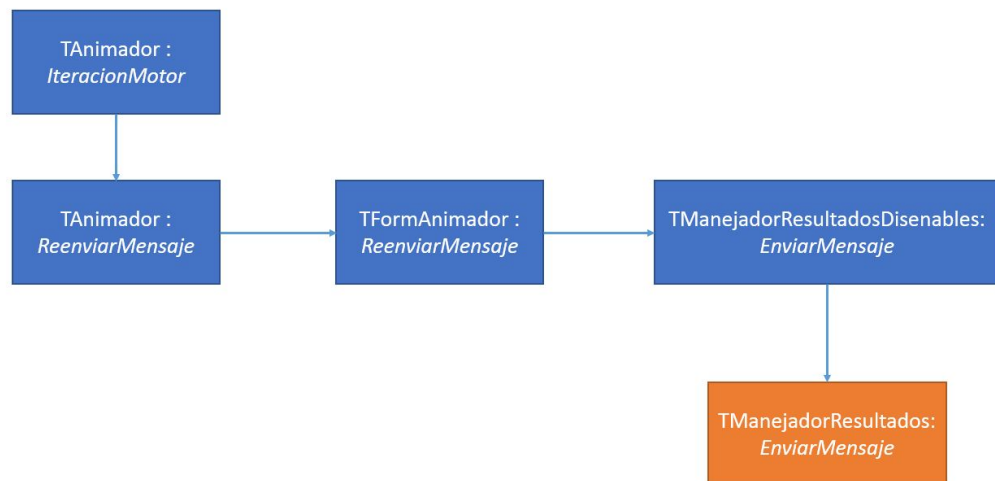 TAnimador :
IteracionMotor
TAnimador :
ReenviarMensaje
TFormAnimador :
ReenviarMensaje
TManejadorResultadosDisenables:
EnviarMensaje
TManejadorResultados:
EnviarMensaje